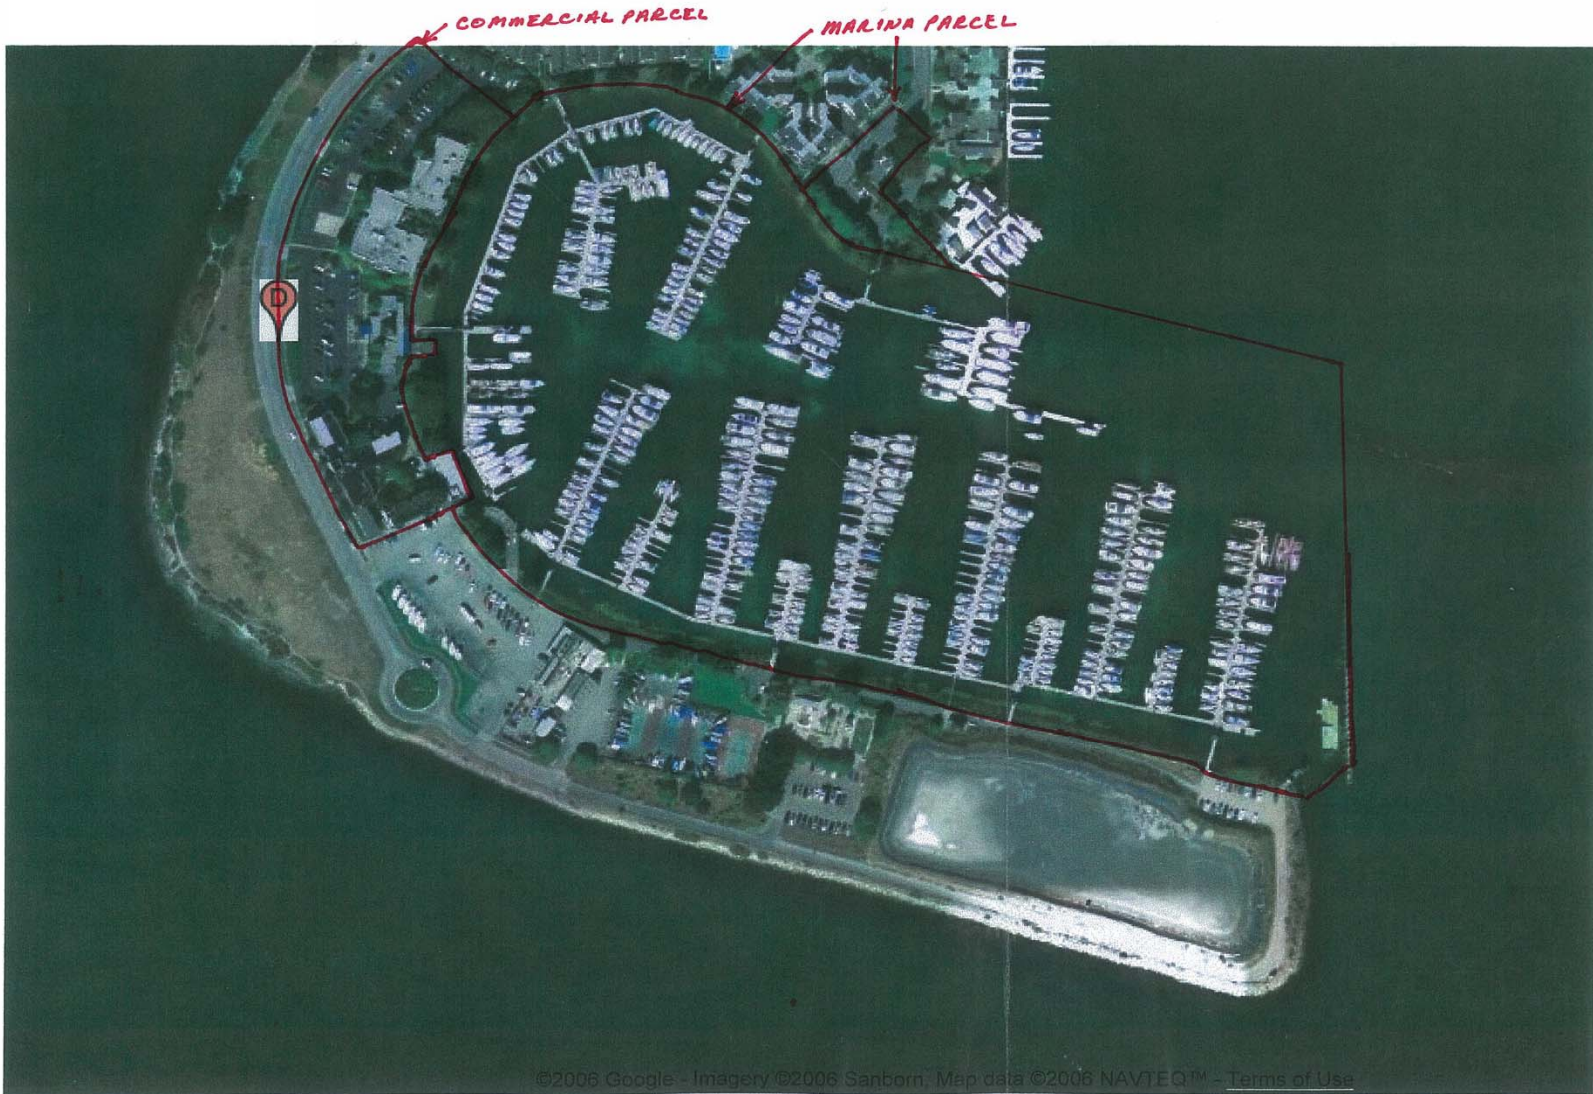 COMMERCIAL PARCEL
MARINA PARCEL
D
©2006 Google - Imagery ©2006 Sanborn, Map data ©2006 NAVTEQ™ - Terms of Use